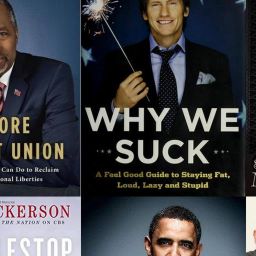 ORE
T UNION
Can Do to Reclaim
onal Liberties
WHY WE
SUCK
A Feel Good Guide to Staying Fat,
Loud, Lazy and Stupid
CKERSON
THE NATION ON CBS
LESTOP